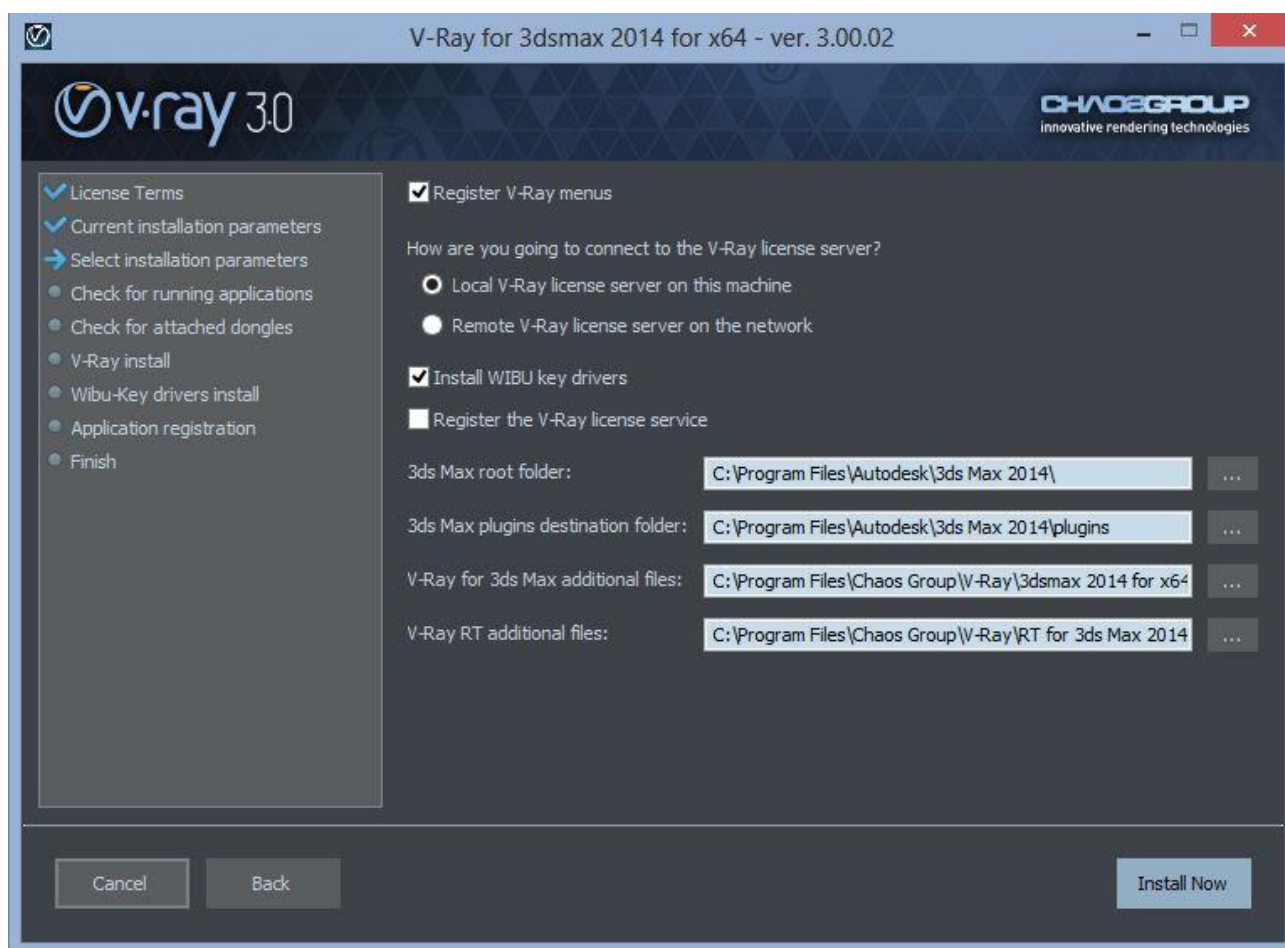 V-Ray for 3dsmax 2014 for x64 - ver. 3.00.02
v·ray 3.0
CHAOSGROUP
innovative rendering technologies
License Terms
Current installation parameters
Select installation parameters
Check for running applications
Check for attached dongles
V-Ray install
Wibu-Key drivers install
Application registration
Finish
Register V-Ray menus
How are you going to connect to the V-Ray license server?
Local V-Ray license server on this machine
Remote V-Ray license server on the network
Install WIBU key drivers
Register the V-Ray license service
3ds Max root folder: C:\Program Files\Autodesk\3ds Max 2014\ ...
3ds Max plugins destination folder: C:\Program Files\Autodesk\3ds Max 2014\plugins ...
V-Ray for 3ds Max additional files: C:\Program Files\Chaos Group\V-Ray\3dsmax 2014 for x64 ...
V-Ray RT additional files: C:\Program Files\Chaos Group\V-Ray\RT for 3ds Max 2014 ...
Cancel Back Install Now